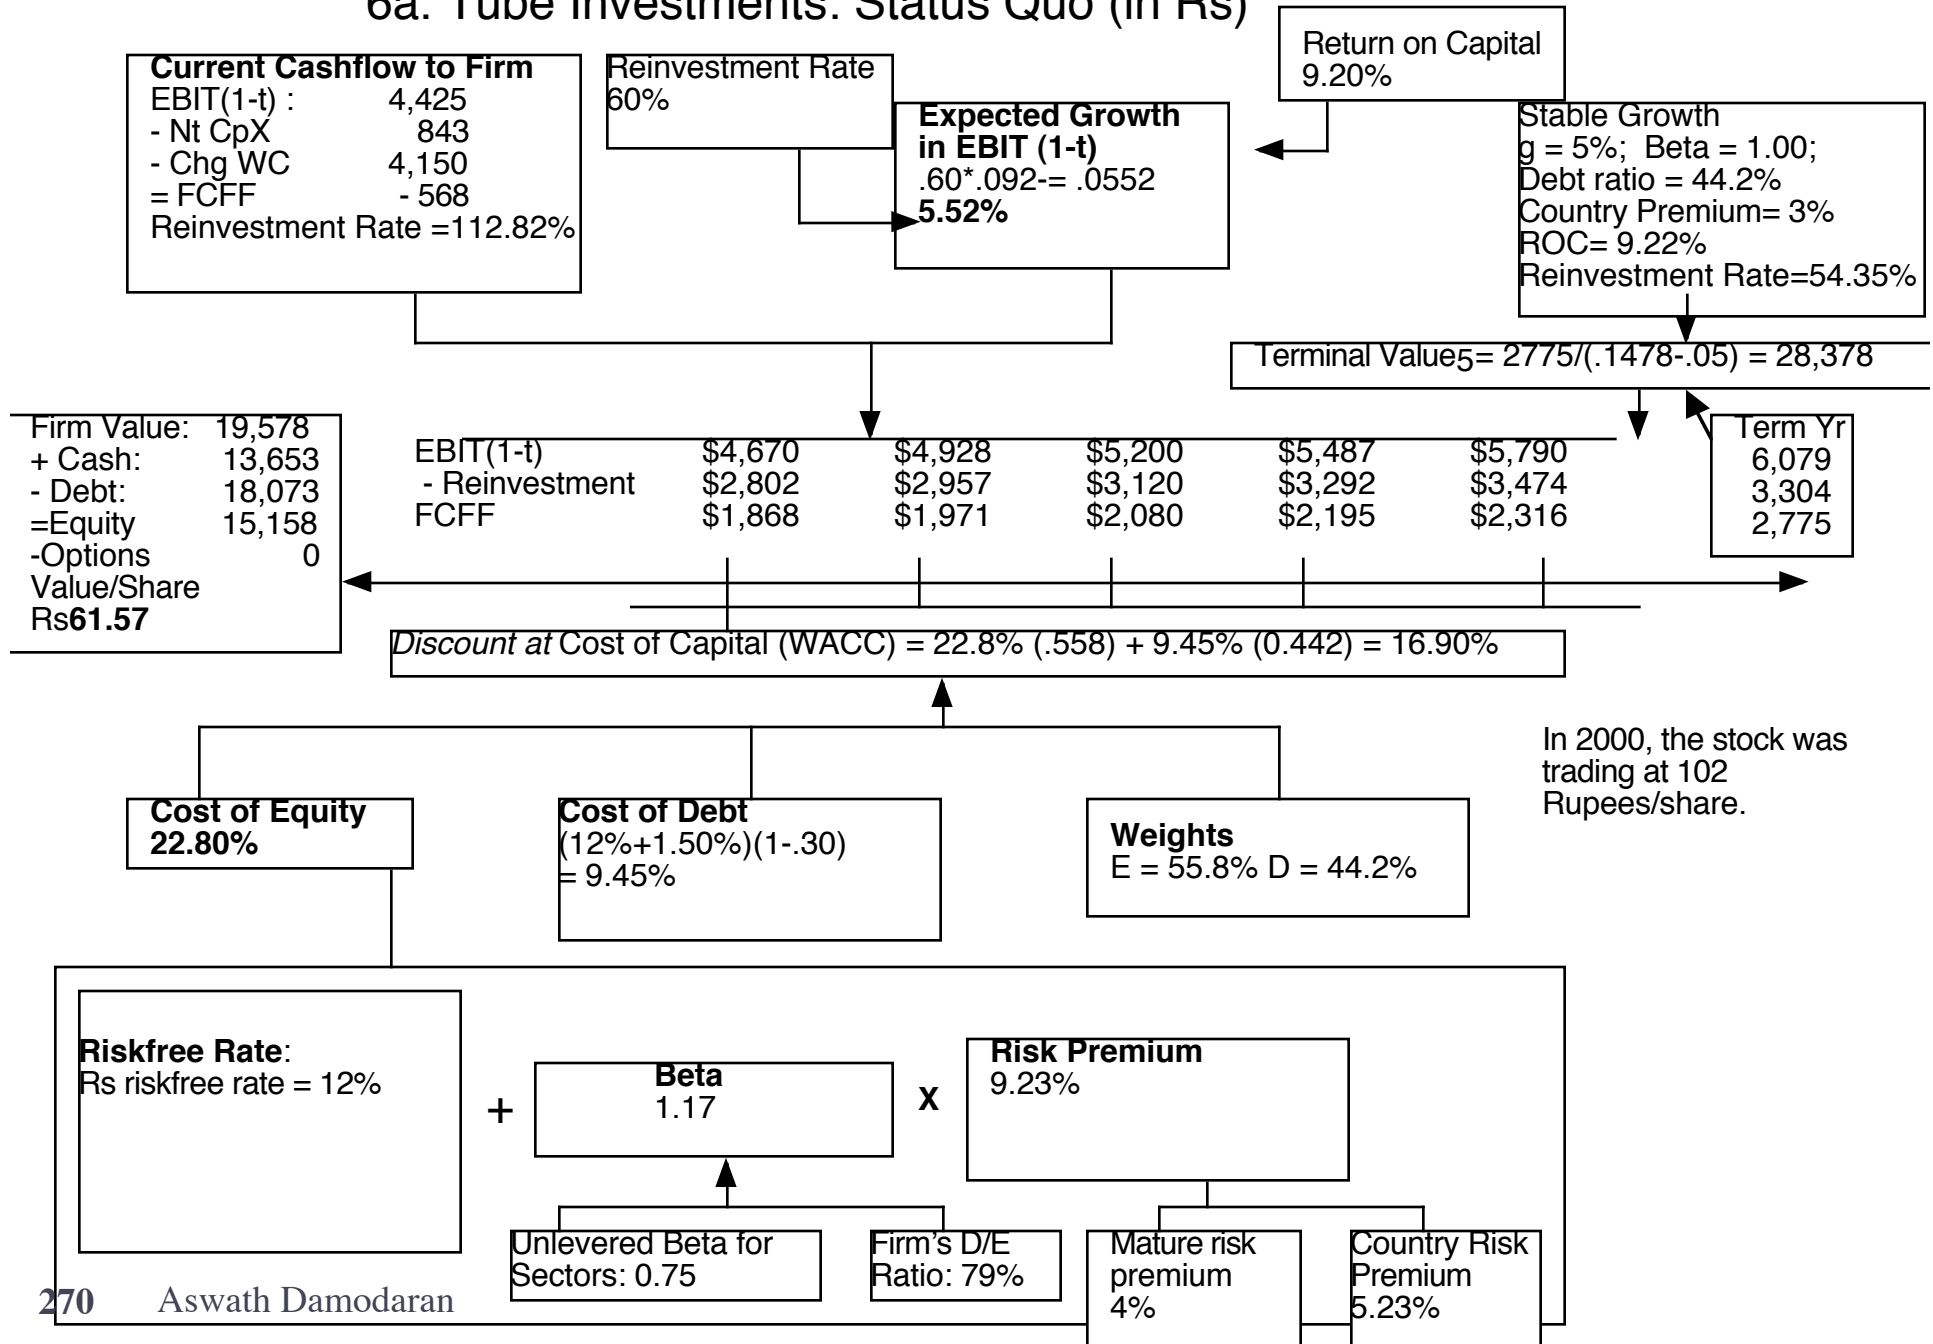 6a. Tube Investments: Status Quo (in Rs)
Return on Capital
9.20%
Current Cashflow to Firm
EBIT(1-t) : 4,425
- Nt CpX 843
- Chg WC 4,150
= FCFF - 568
Reinvestment Rate =112.82%
Reinvestment Rate
60%
Expected Growth
in EBIT (1-t)
.60*.092-= .0552
5.52%
Stable Growth
g = 5%; Beta = 1.00;
Debt ratio = 44.2%
Country Premium= 3%
ROC= 9.22%
Reinvestment Rate=54.35%
Terminal Value5= 2775/(.1478-.05) = 28,378
Firm Value: 19,578
+ Cash: 13,653
- Debt: 18,073
=Equity 15,158
-Options 0
Value/Share
Rs61.57
EBIT(1-t) $4,670 $4,928 $5,200 $5,487 $5,790
- Reinvestment $2,802 $2,957 $3,120 $3,292 $3,474
FCFF $1,868 $1,971 $2,080 $2,195 $2,316
Term Yr
6,079
3,304
2,775
Discount at Cost of Capital (WACC) = 22.8% (.558) + 9.45% (0.442) = 16.90%
In 2000, the stock was
trading at 102
Rupees/share.
Cost of Equity
22.80%
Cost of Debt
(12%+1.50%)(1-.30)
= 9.45%
Weights
E = 55.8% D = 44.2%
Riskfree Rate:
Rs riskfree rate = 12%
+
Beta
1.17
X
Risk Premium
9.23%
Unlevered Beta for
Sectors: 0.75
Firm's D/E
Ratio: 79%
Mature risk
premium
4%
Country Risk
Premium
5.23%
270 Aswath Damodaran